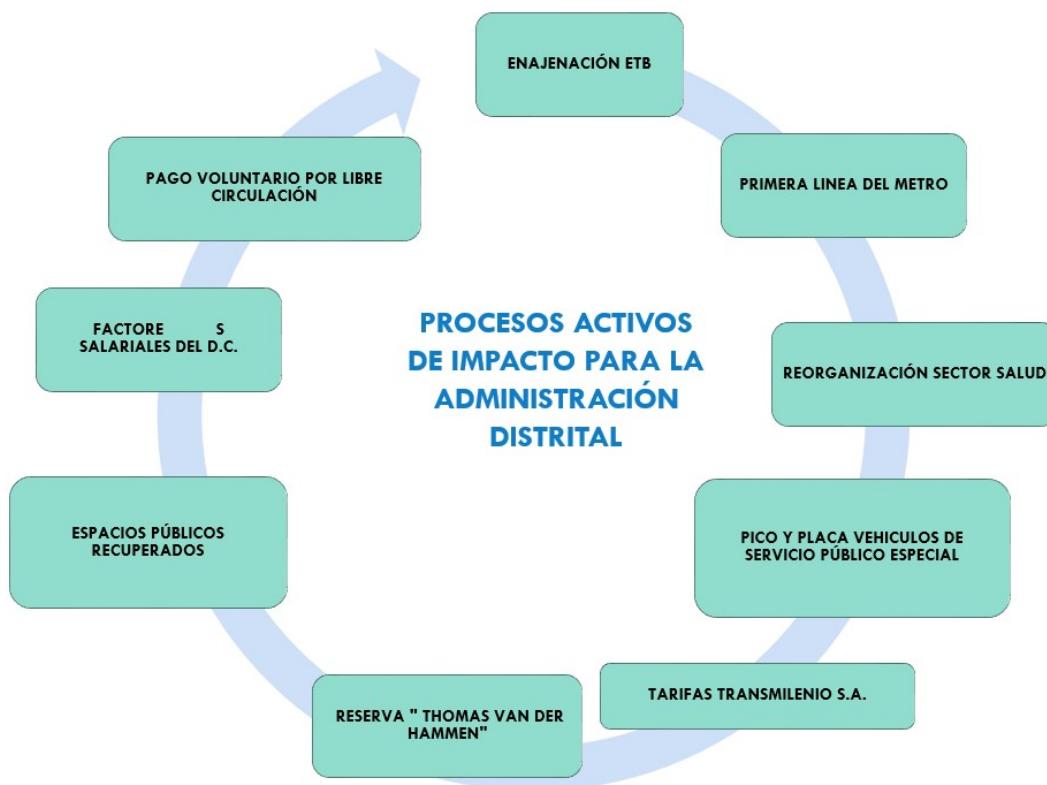 ENAJENACIÓN ETB
PRIMERA LINEA DEL METRO
REORGANIZACIÓN SECTOR SALUD
PICO Y PLACA VEHICULOS DE
SERVICIO PÚBLICO ESPECIAL
TARIFAS TRANSMILENIO S.A.
RESERVA " THOMAS VAN DER
HAMMEN"
ESPACIOS PÚBLICOS
RECUPERADOS
FACTORE S
SALARIALES DEL D.C.
PAGO VOLUNTARIO POR LIBRE
CIRCULACIÓN
PROCESOS ACTIVOS
DE IMPACTO PARA LA
ADMINISTRACIÓN
DISTRITAL